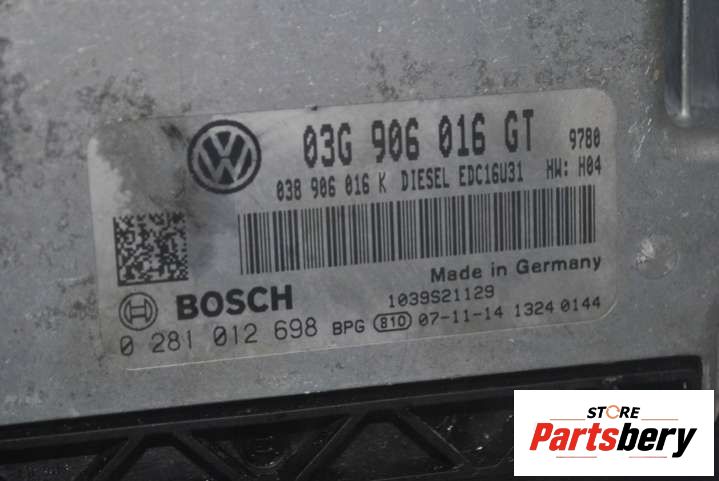 03G 906 016 GT 9780
038 906 016 K DIESEL EDC16U31 HW: H04
Made in Germany
BOSCH 1039S21129
0 281 012 698 BPG 810 07-11-14 1324 0144
STORE
Partsbery